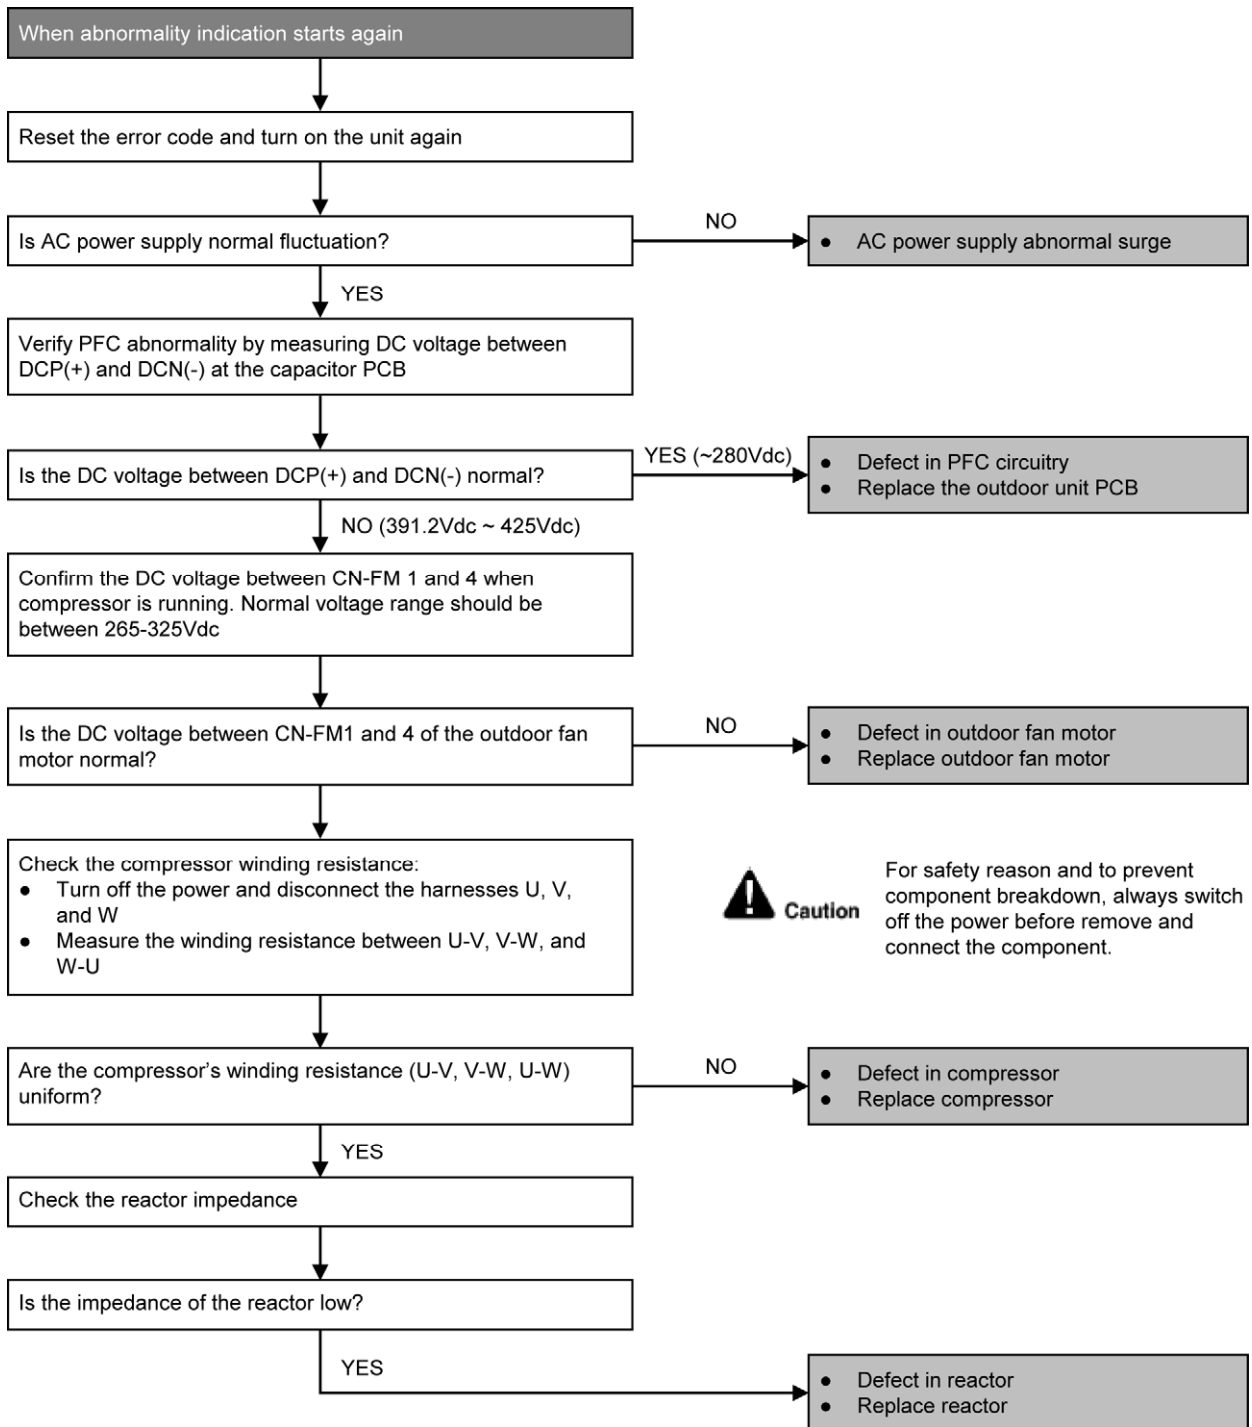 When abnormality indication starts again
Reset the error code and turn on the unit again
Is AC power supply normal fluctuation?
NO
● AC power supply abnormal surge
YES
Verify PFC abnormality by measuring DC voltage between
DCP(+) and DCN(-) at the capacitor PCB
Is the DC voltage between DCP(+) and DCN(-) normal?
YES (~280Vdc)
● Defect in PFC circuitry
● Replace the outdoor unit PCB
NO (391.2Vdc ~ 425Vdc)
Confirm the DC voltage between CN-FM 1 and 4 when
compressor is running. Normal voltage range should be
between 265-325Vdc
Is the DC voltage between CN-FM1 and 4 of the outdoor fan
motor normal?
NO
● Defect in outdoor fan motor
● Replace outdoor fan motor
Check the compressor winding resistance:
● Turn off the power and disconnect the harnesses U, V,
and W
● Measure the winding resistance between U-V, V-W, and
W-U
Caution
For safety reason and to prevent
component breakdown, always switch
off the power before remove and
connect the component.
Are the compressor’s winding resistance (U-V, V-W, U-W)
uniform?
NO
● Defect in compressor
● Replace compressor
YES
Check the reactor impedance
Is the impedance of the reactor low?
YES
● Defect in reactor
● Replace reactor